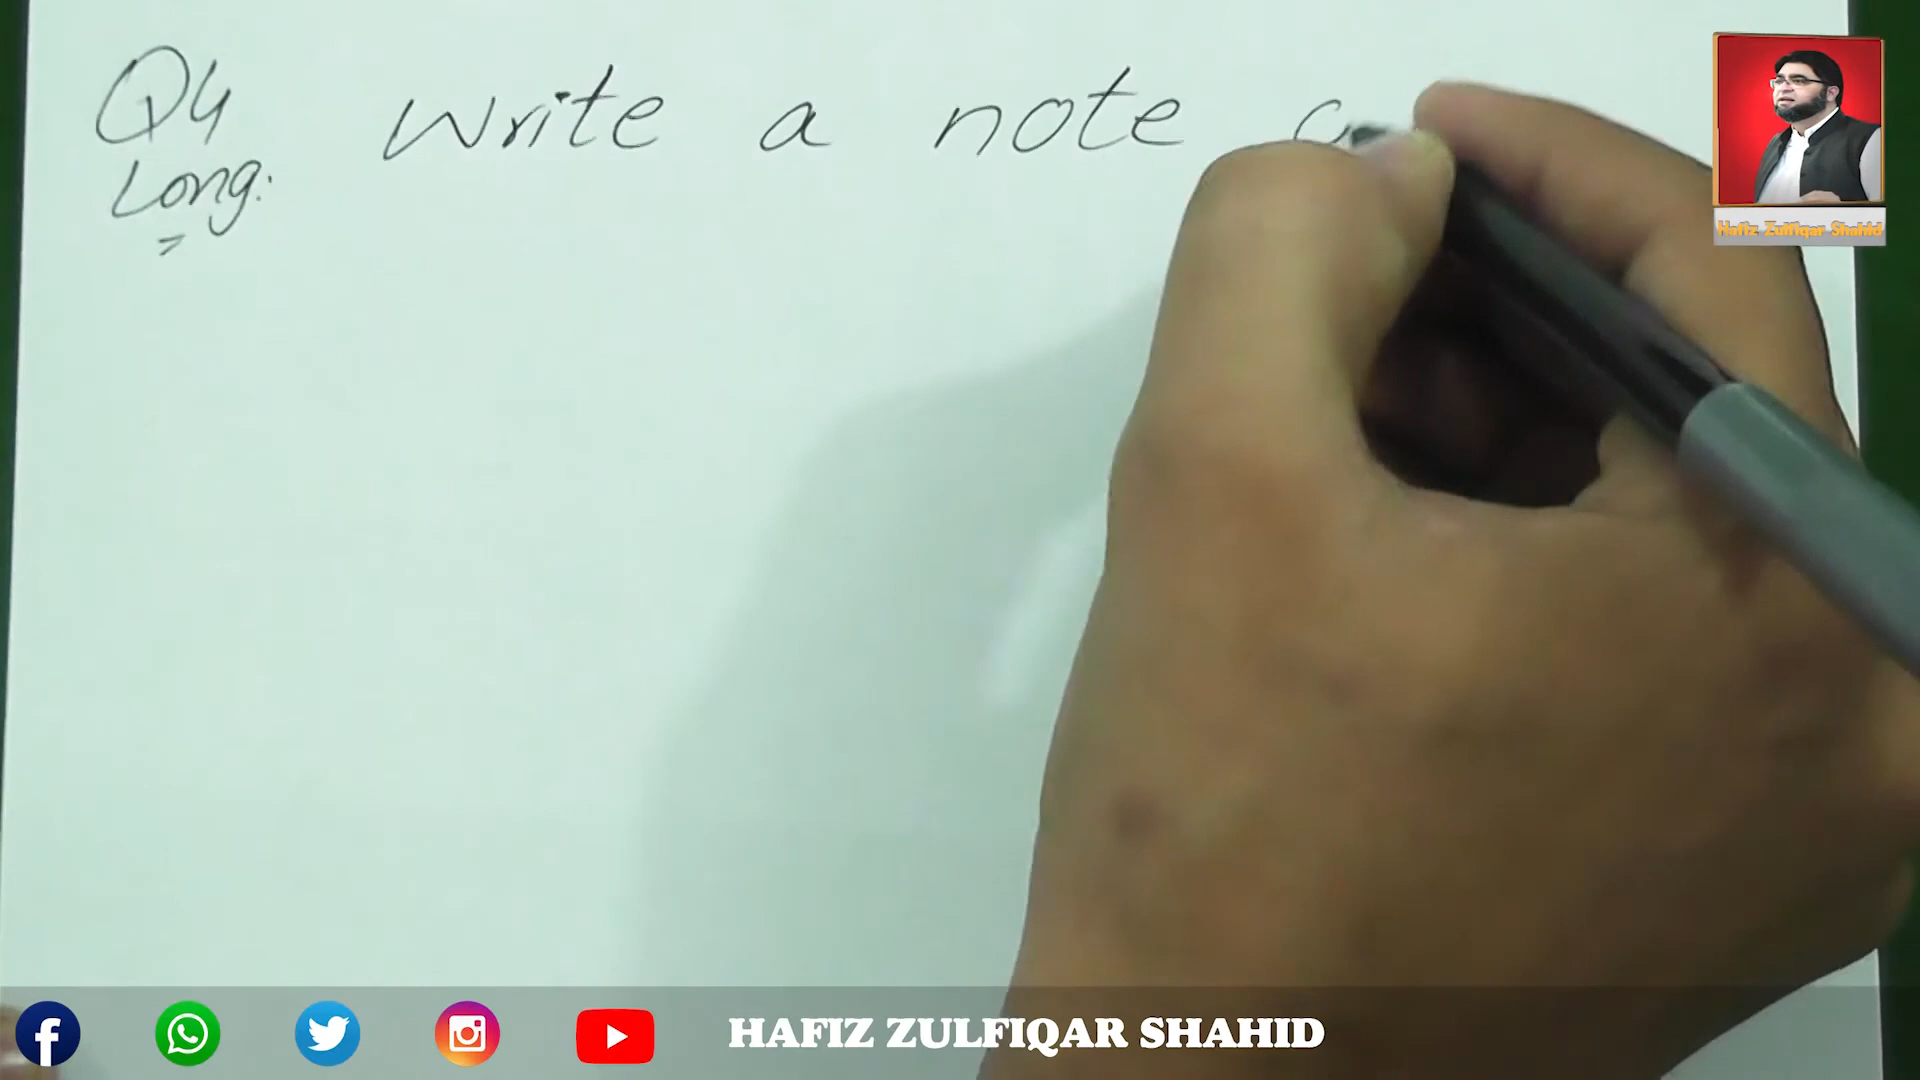 Q4 Write a note
Long:
Hafiz Zulfiqar Shahid
HAFIZ ZULFIQAR SHAHID